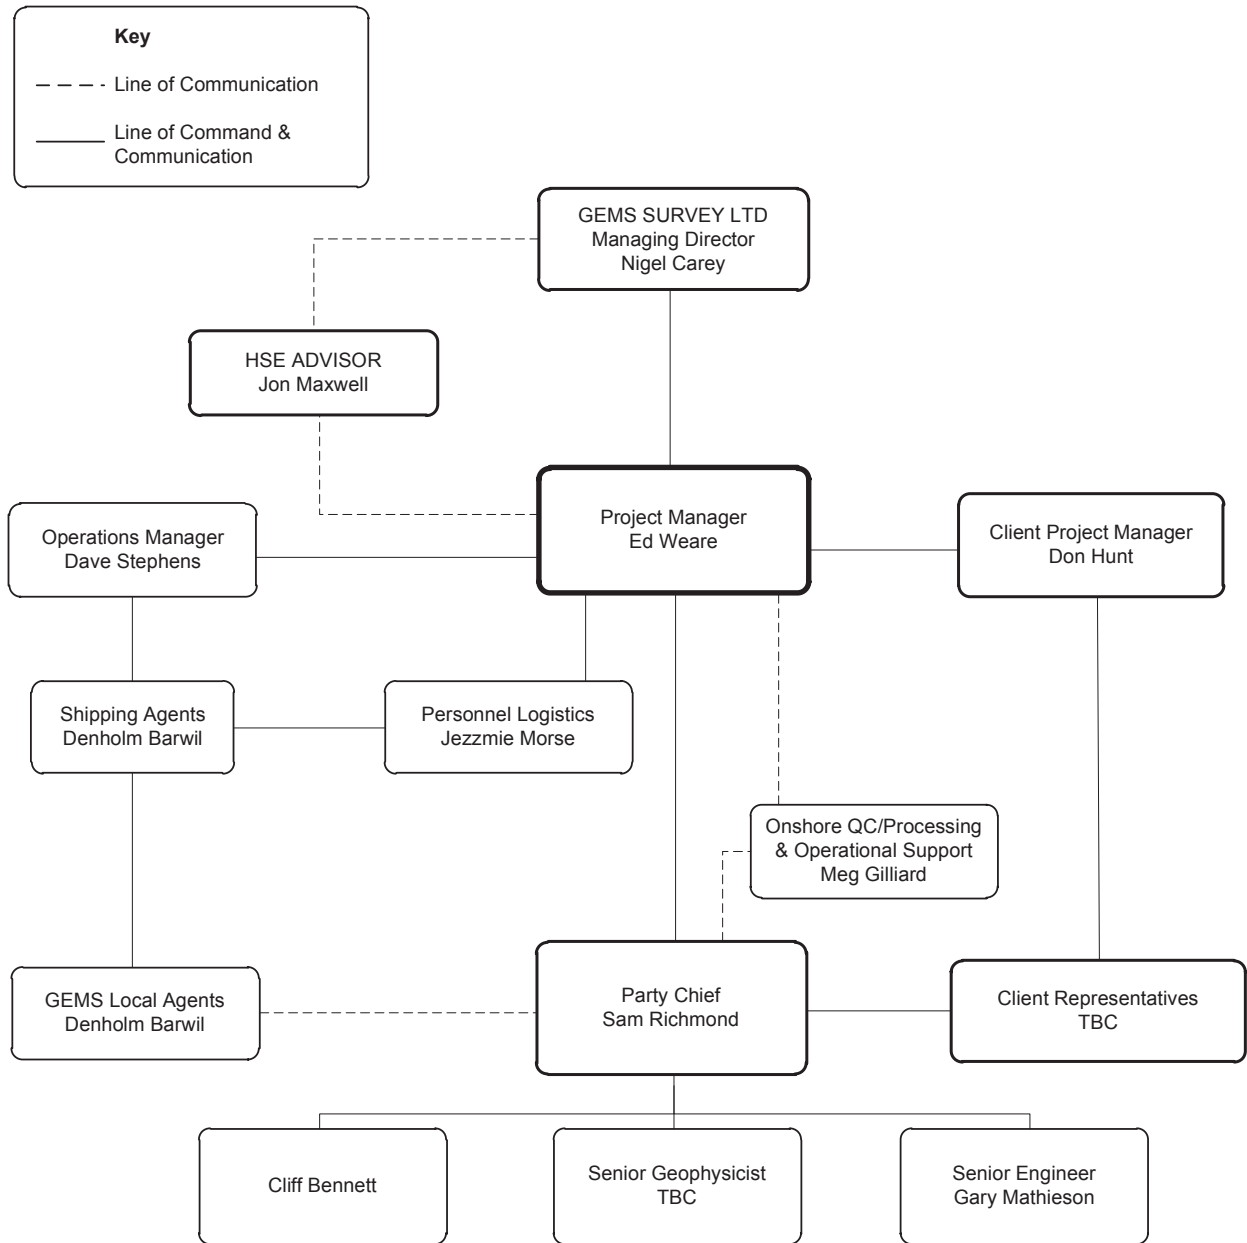 Key
Line of Communication
Line of Command &
Communication
GEMS SURVEY LTD
Managing Director
Nigel Carey
HSE ADVISOR
Jon Maxwell
Project Manager
Ed Weare
Operations Manager
Dave Stephens
Client Project Manager
Don Hunt
Shipping Agents
Denholm Barwil
Personnel Logistics
Jezzmie Morse
Onshore QC/Processing
& Operational Support
Meg Gilliard
GEMS Local Agents
Denholm Barwil
Party Chief
Sam Richmond
Client Representatives
TBC
Cliff Bennett
Senior Geophysicist
TBC
Senior Engineer
Gary Mathieson